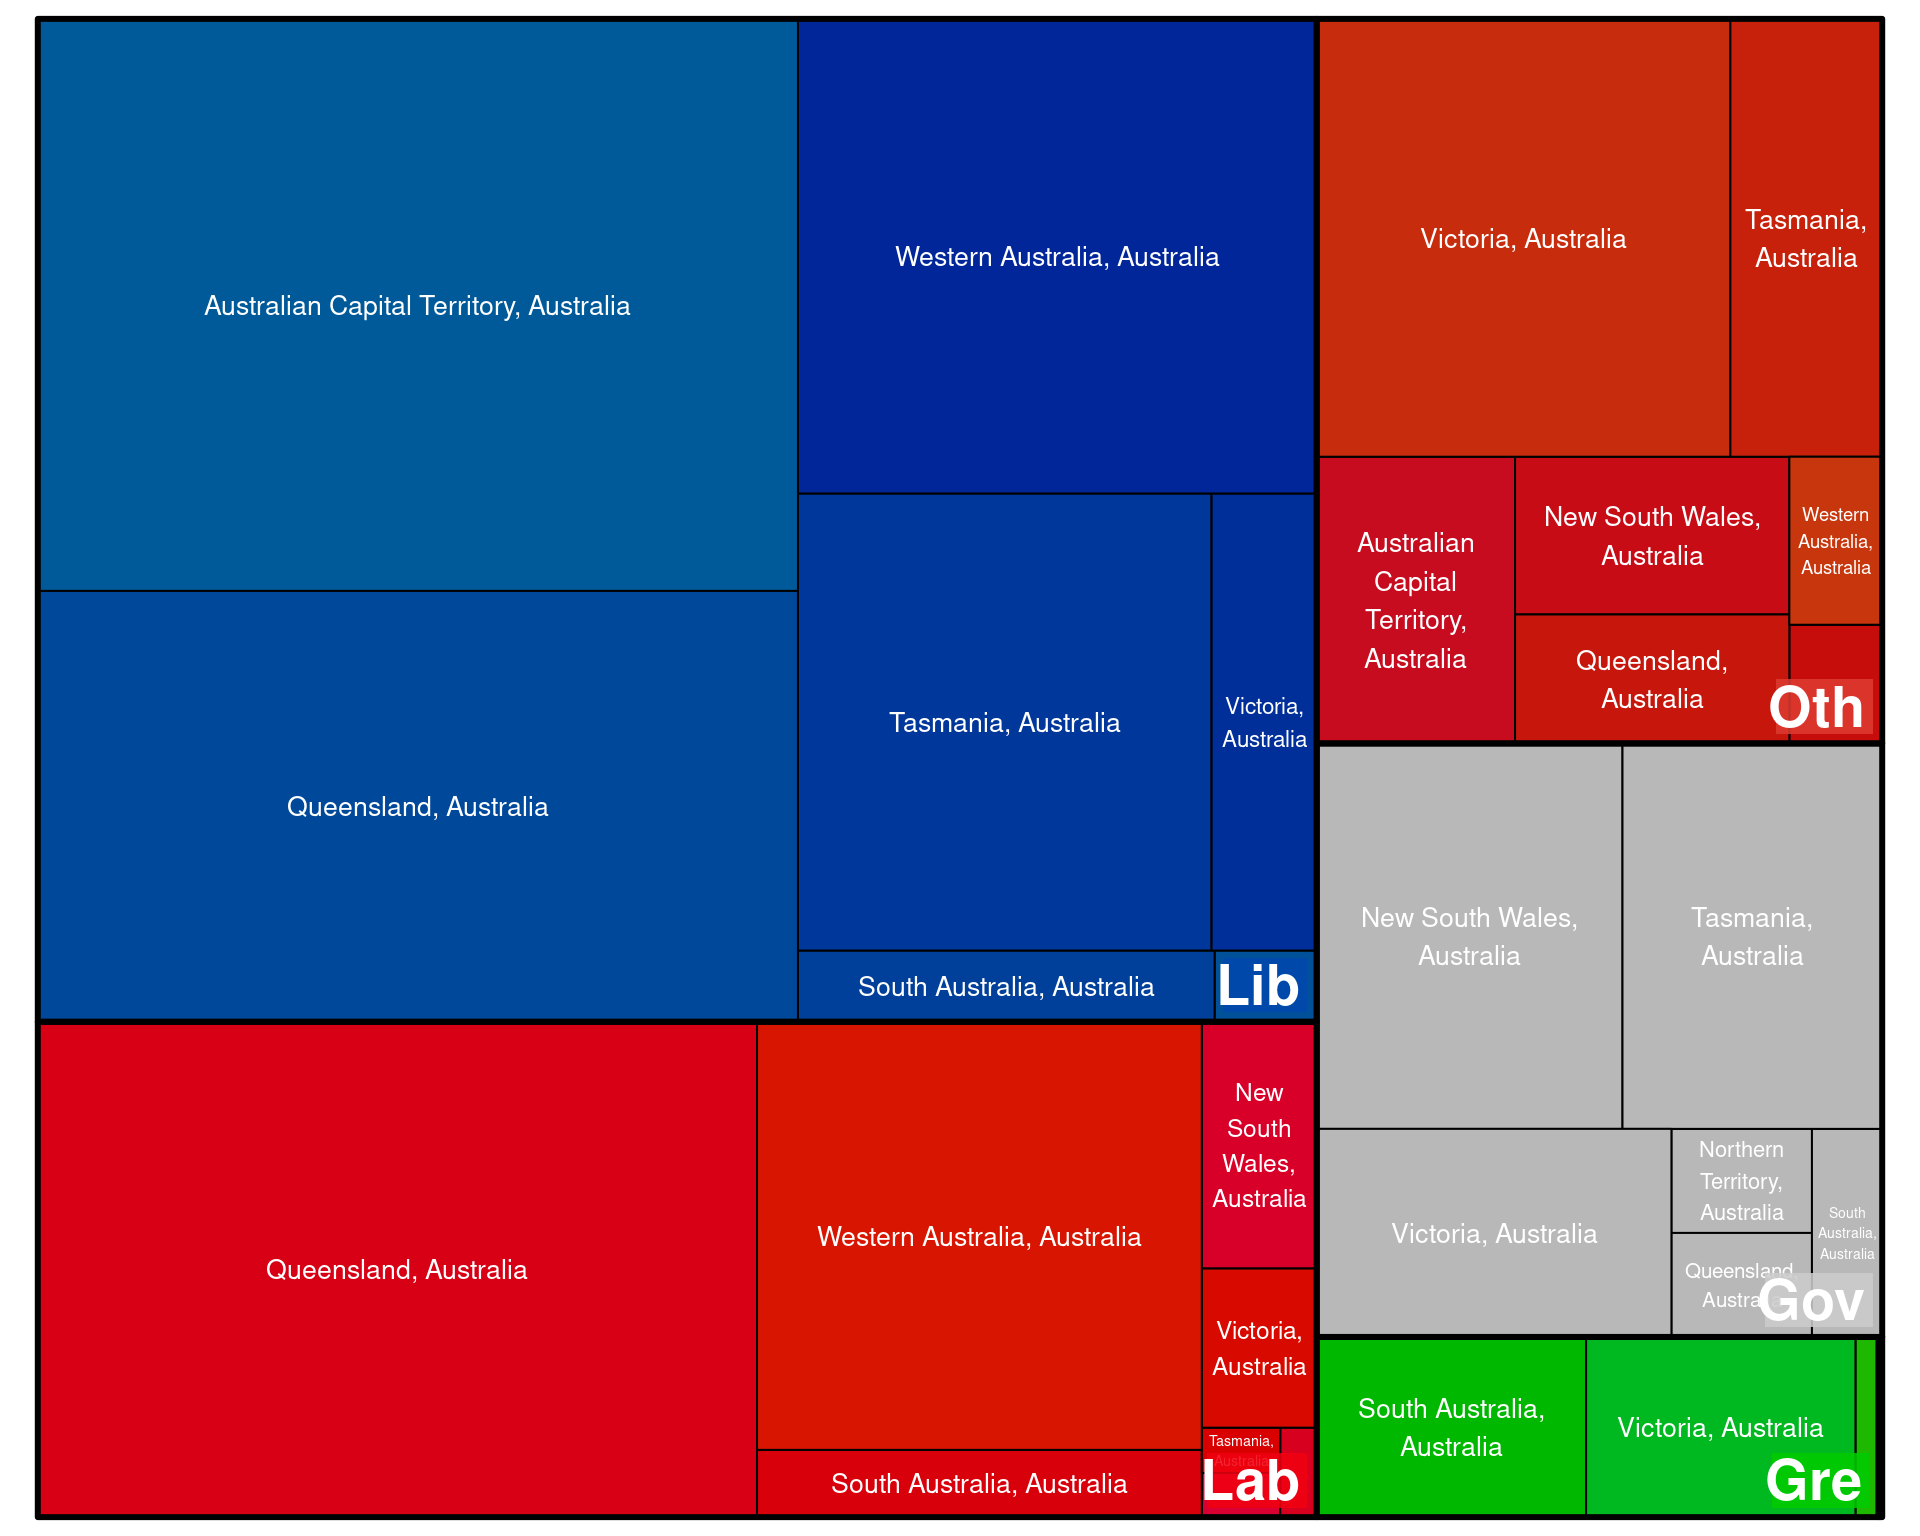 Australian Capital Territory, Australia
Queensland, Australia
Western Australia, Australia
Tasmania, Australia
Victoria,
Australia
South Australia, Australia
Lib
Queensland, Australia
Western Australia, Australia
South Australia, Australia
New
South
Wales,
Australia
Victoria,
Australia
Tasmania,
Australia
Lab
Victoria, Australia
Tasmania,
Australia
Australian
Capital
Territory,
Australia
New South Wales,
Australia
Queensland,
Australia
Western
Australia,
Australia
Oth
New South Wales,
Australia
Tasmania,
Australia
Victoria, Australia
Northern
Territory,
Australia
Queensland,
South
Australia,
Australia
Gov
South Australia,
Australia
Victoria, Australia
Gre